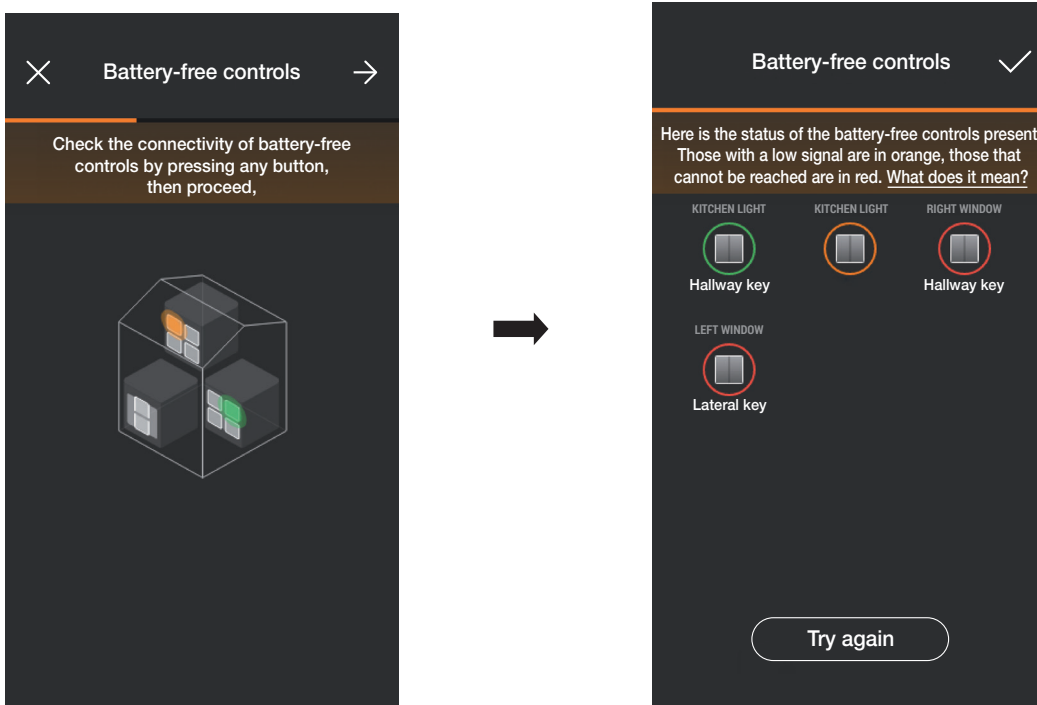 Battery-free controls
Check the connectivity of battery-free
controls by pressing any button,
then proceed,
Battery-free controls
Here is the status of the battery-free controls present
Those with a low signal are in orange, those that
cannot be reached are in red. What does it mean?
KITCHEN LIGHT KITCHEN LIGHT RIGHT WINDOW
Hallway key Hallway key
LEFT WINDOW
Lateral key
Try again